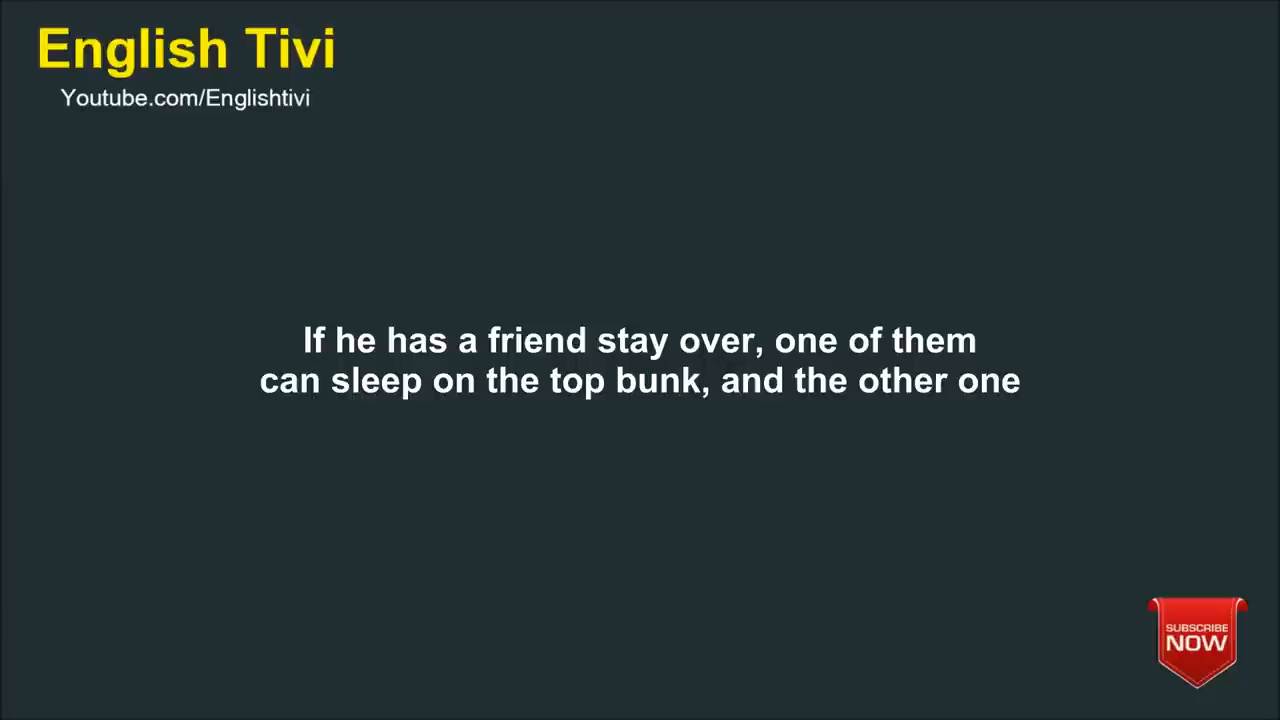 English Tivi
Youtube.com/Englishtivi
If he has a friend stay over, one of them
can sleep on the top bunk, and the other one
SUBSCRIBE
NOW